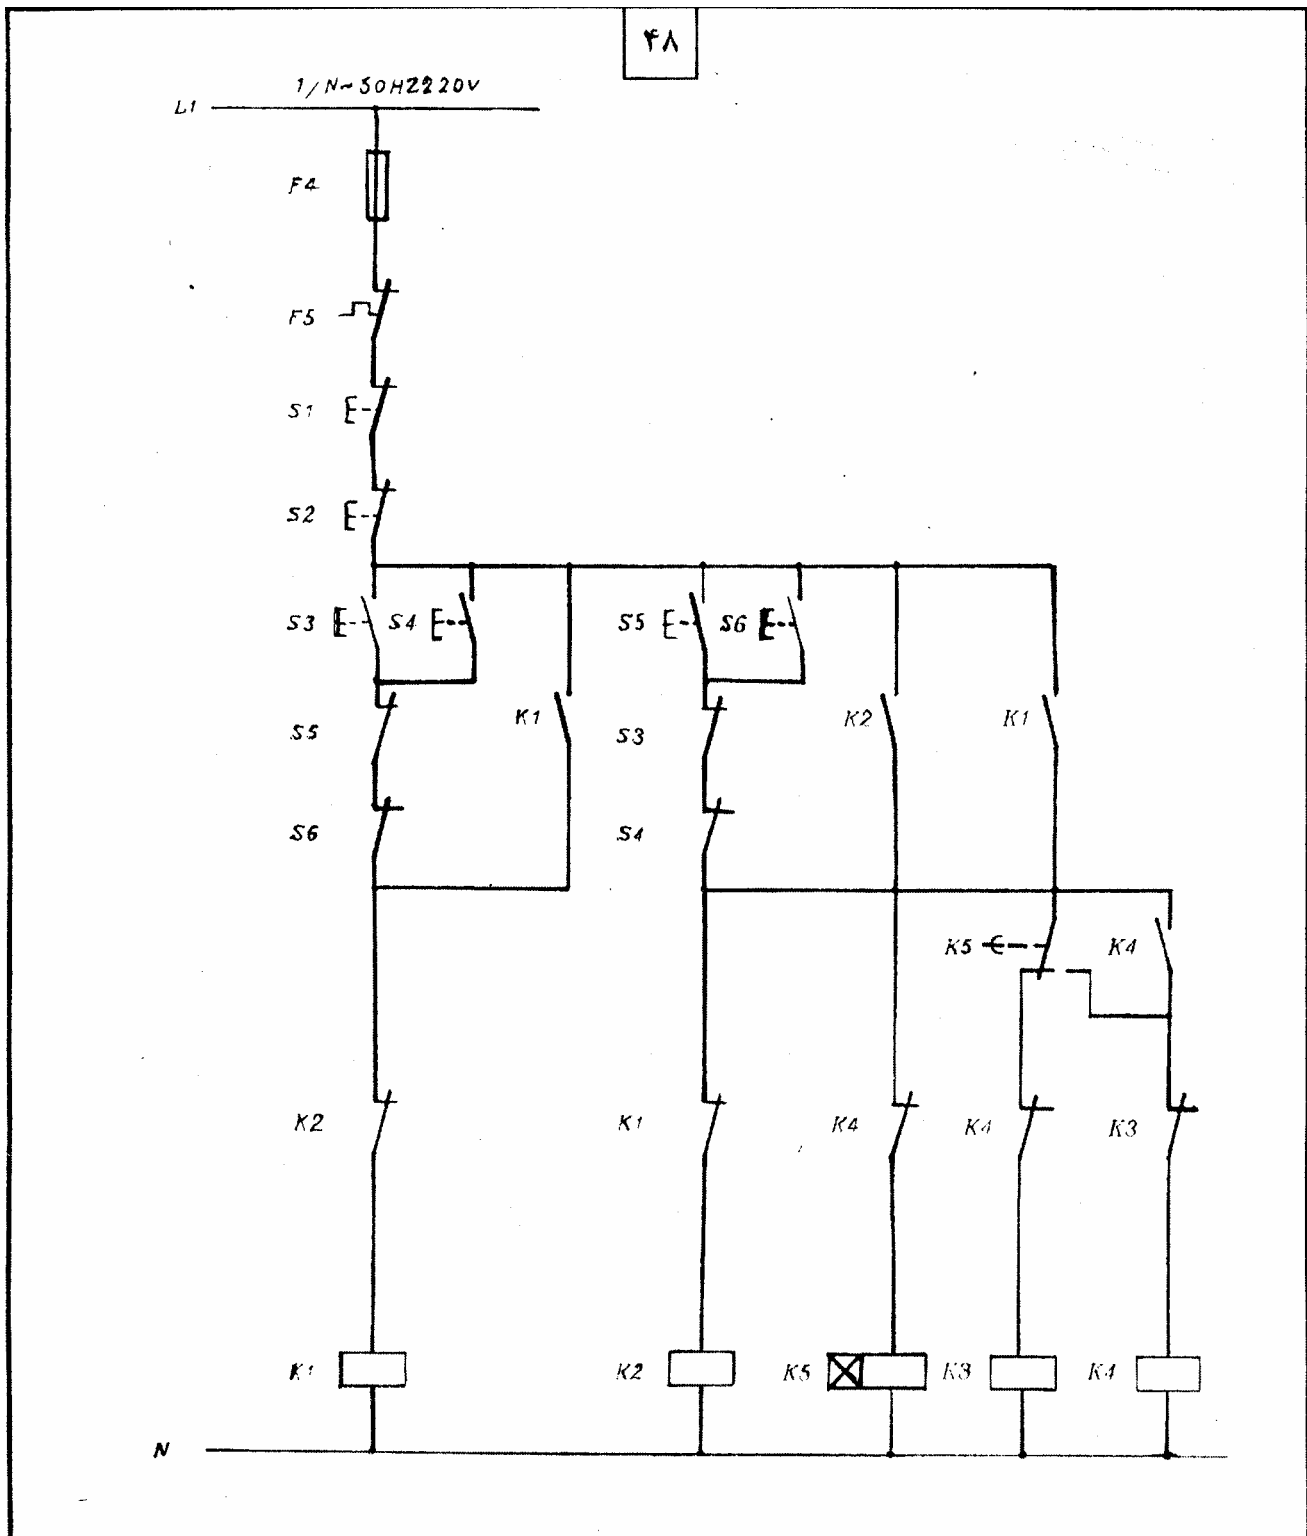 ۴۸
1/N~50HZ220V
L1
F4
F5
S1
S2
S3 S4 S5 S6
S5 K1 S3 K2 K1
S6 S4
K5 K4
K2 K1 K4 K4 K3
K1 K2 K5 K3 K4
N